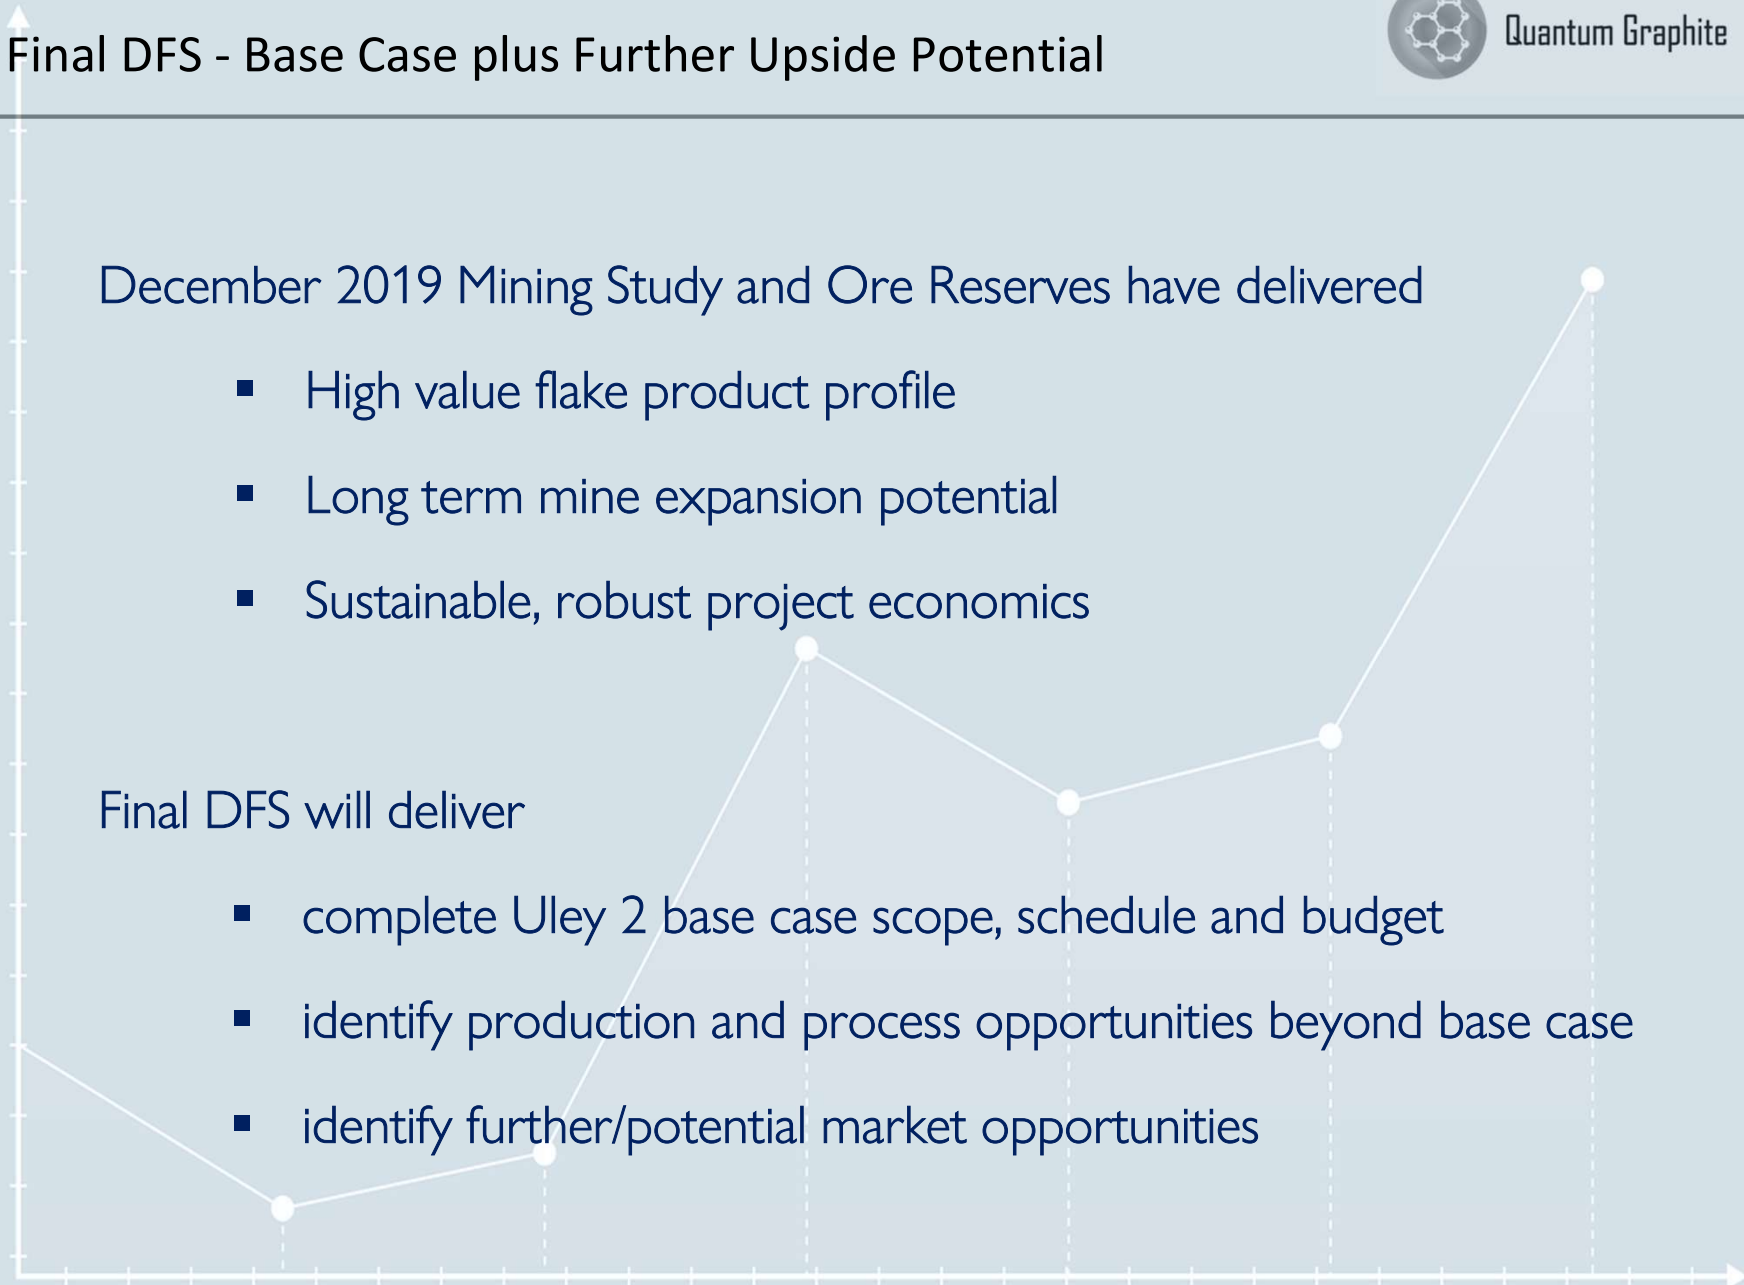 Final DFS - Base Case plus Further Upside Potential
Quantum Graphite
December 2019 Mining Study and Ore Reserves have delivered
▪ High value flake product profile
▪ Long term mine expansion potential
▪ Sustainable, robust project economics
Final DFS will deliver
▪ complete Uley 2 base case scope, schedule and budget
▪ identify production and process opportunities beyond base case
▪ identify further/potential market opportunities